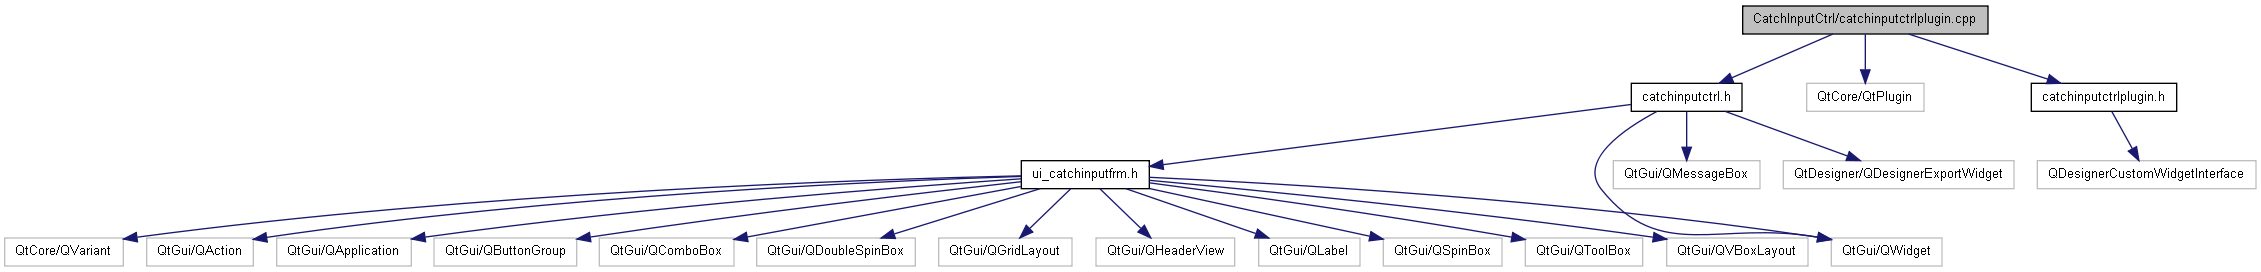 CatchInputCtrl/catchinputctrlplugin.cpp
catchinputctrl.h
QtCore/QtPlugin
catchinputctrlplugin.h
ui_catchinputfrm.h
QtGui/QMessageBox
QtDesigner/QDesignerExportWidget
QDesignerCustomWidgetInterface
QtCore/QVariant
QtGui/QAction
QtGui/QApplication
QtGui/QButtonGroup
QtGui/QComboBox
QtGui/QDoubleSpinBox
QtGui/QGridLayout
QtGui/QHeaderView
QtGui/QLabel
QtGui/QSpinBox
QtGui/QToolBox
QtGui/QVBoxLayout
QtGui/QWidget